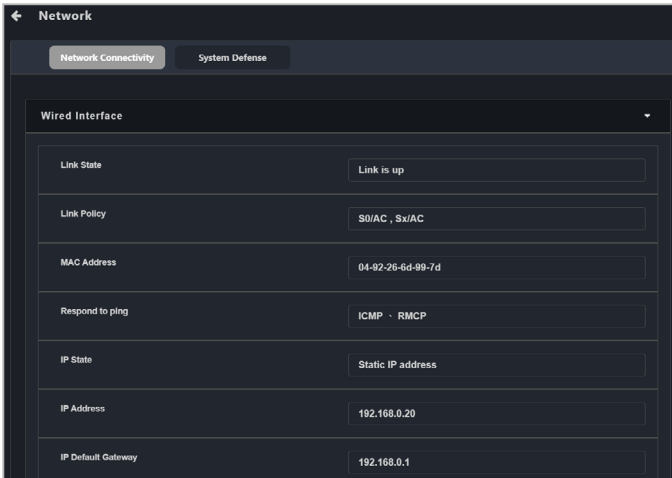 Network
Network Connectivity System Defense
Wired Interface
Link State Link is up
Link Policy S0/AC , Sx/AC
MAC Address 04-92-26-6d-99-7d
Respond to ping ICMP 、 RMCP
IP State Static IP address
IP Address 192.168.0.20
IP Default Gateway 192.168.0.1